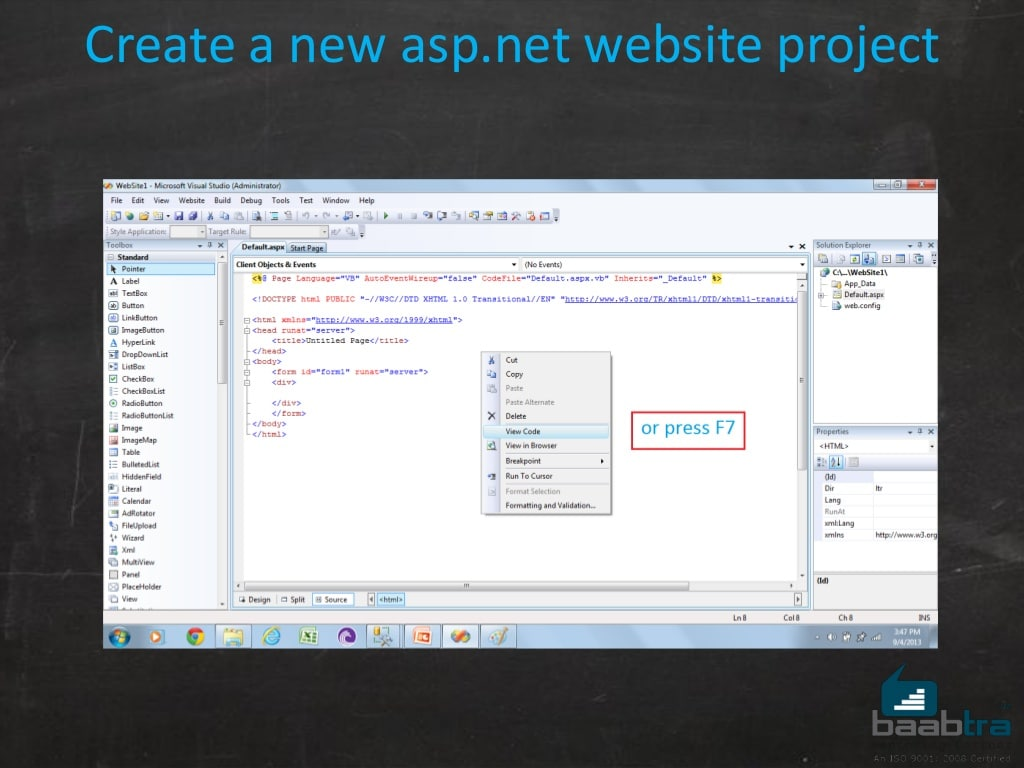 Create a new asp.net website project
WebSite1 - Microsoft Visual Studio (Administrator)
File Edit View Website Build Debug Tools Test Window Help
Style Application: Target Rule:
Toolbox
Standard
Pointer
Label
TextBox
Button
LinkButton
ImageButton
HyperLink
DropDownList
ListBox
CheckBox
CheckBoxList
RadioButton
RadioButtonList
Image
ImageMap
Table
BulletedList
HiddenField
Literal
Calendar
AdRotator
FileUpload
Wizard
Xml
MultiView
Panel
PlaceHolder
View
Default.aspx Start Page
Client Objects & Events (No Events)
<%@ Page Language="VB" AutoEventWireup="false" CodeFile="Default.aspx.vb" Inherits="_Default" %>
<!DOCTYPE html PUBLIC "-//W3C//DTD XHTML 1.0 Transitional//EN" "http://www.w3.org/TR/xhtml1/DTD/xhtml1-transitio
<html xmlns="http://www.w3.org/1999/xhtml">
<head runat="server">
<title>Untitled Page</title>
</head>
<body>
<form id="form1" runat="server">
<div>
</div>
</form>
</body>
</html>
Cut
Copy
Paste
Paste Alternate
Delete
View Code
View in Browser
Breakpoint
Run To Cursor
Format Selection
Formatting and Validation...
or press F7
Design Split Source <html>
Solution Explorer
C:\...\WebSite1\
App_Data
Default.aspx
web.config
Properties
<HTML>
(Id)
Dir ltr
Lang
RunAt
xml:Lang
xmlns http://www.w3.org
(Id)
Ln 8 Col 8 Ch 8 INS
3:47 PM
9/4/2013
baabtra
An ISO 9001: 2008 Certified